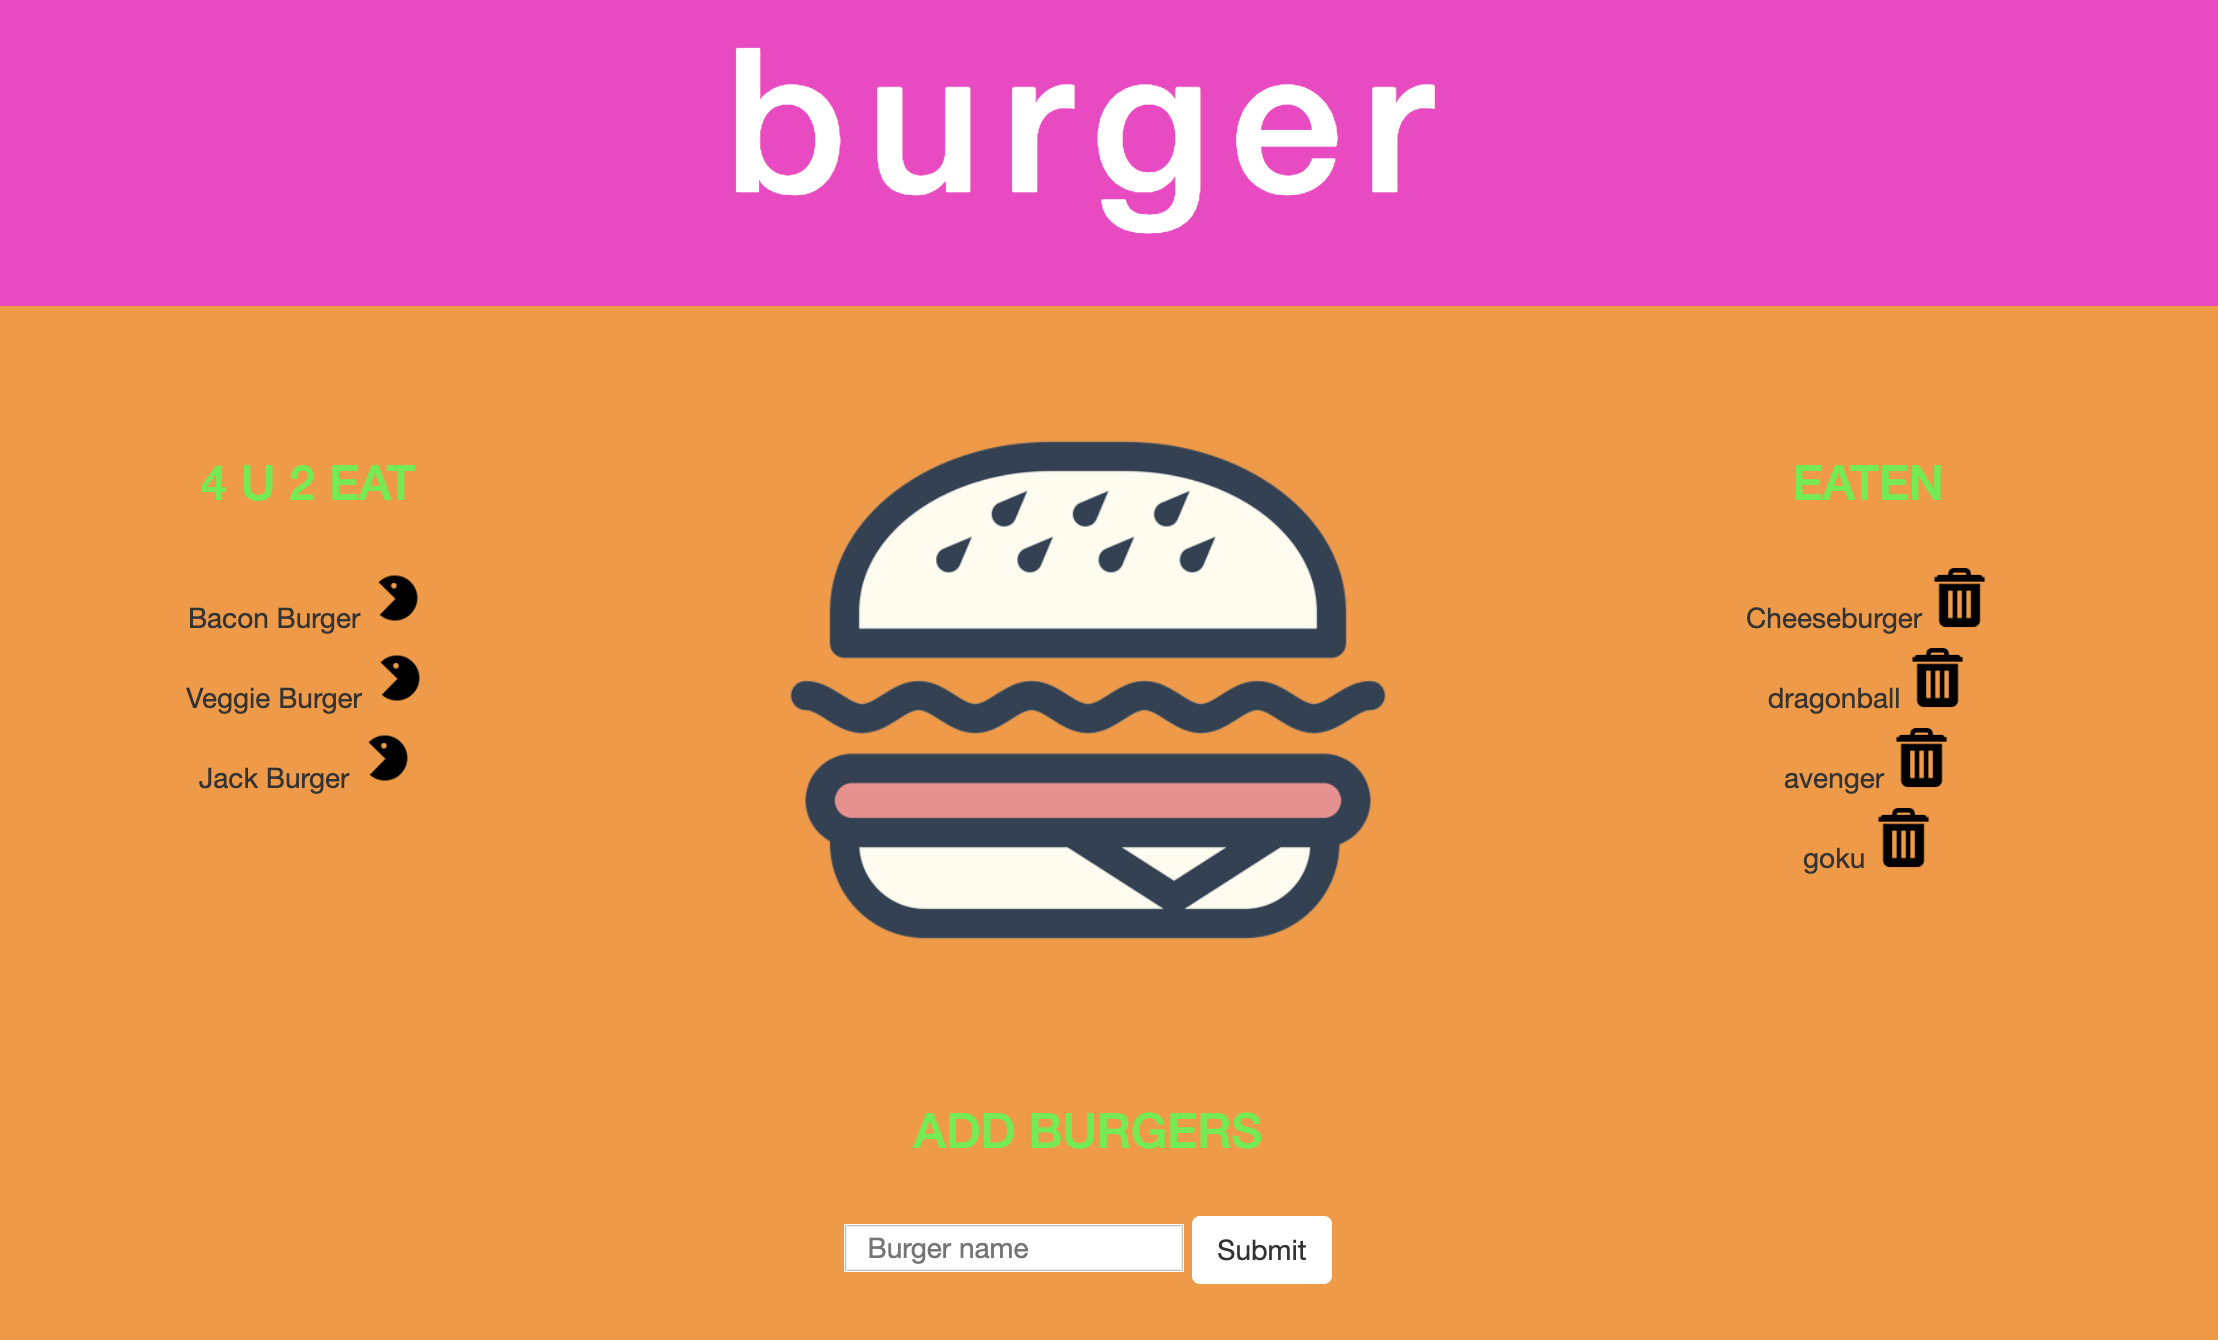 burger
4 U 2 EAT
Bacon Burger
Veggie Burger
Jack Burger
EATEN
Cheeseburger
dragonball
avenger
goku
ADD BURGERS
Burger name
Submit